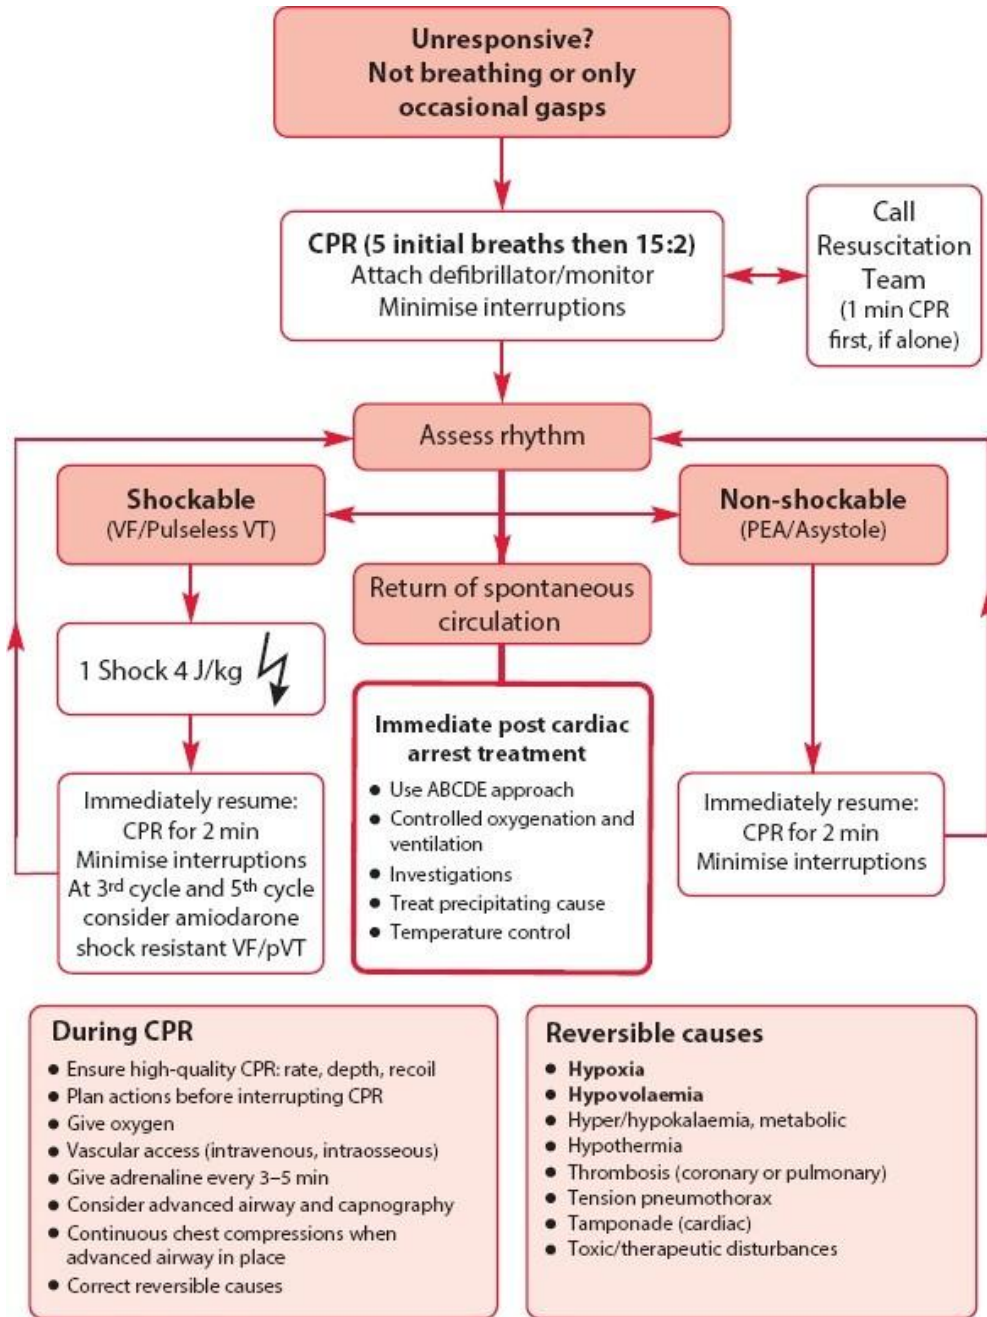 Unresponsive?
Not breathing or only
occasional gasps
CPR (5 initial breaths then 15:2)
Attach defibrillator/monitor
Minimise interruptions
Call
Resuscitation
Team
(1 min CPR
first, if alone)
Assess rhythm
Shockable
(VF/Pulseless VT)
Non-shockable
(PEA/Asystole)
Return of spontaneous
circulation
1 Shock 4 J/kg
Immediately resume:
CPR for 2 min
Minimise interruptions
At 3rd cycle and 5th cycle
consider amiodarone
shock resistant VF/pVT
Immediate post cardiac
arrest treatment
• Use ABCDE approach
• Controlled oxygenation and
ventilation
• Investigations
• Treat precipitating cause
• Temperature control
Immediately resume:
CPR for 2 min
Minimise interruptions
During CPR
• Ensure high-quality CPR: rate, depth, recoil
• Plan actions before interrupting CPR
• Give oxygen
• Vascular access (intravenous, intraosseous)
• Give adrenaline every 3–5 min
• Consider advanced airway and capnography
• Continuous chest compressions when
advanced airway in place
• Correct reversible causes
Reversible causes
• Hypoxia
• Hypovolaemia
• Hyper/hypokalaemia, metabolic
• Hypothermia
• Thrombosis (coronary or pulmonary)
• Tension pneumothorax
• Tamponade (cardiac)
• Toxic/therapeutic disturbances